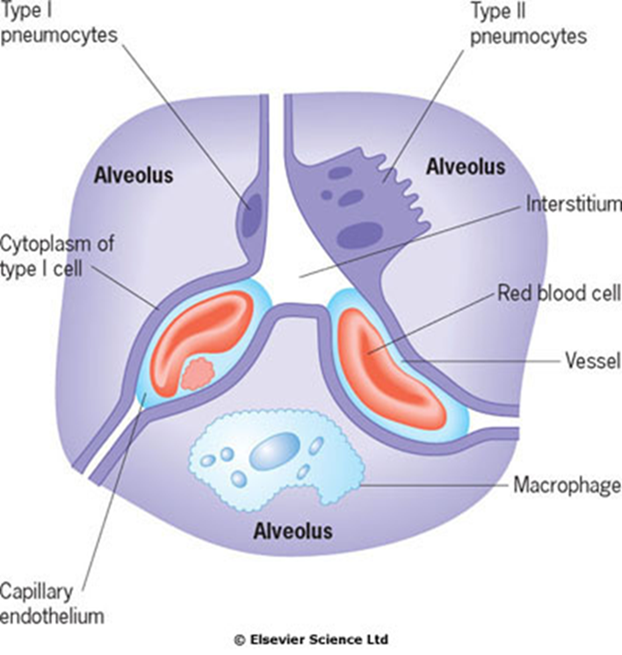 Type I
pneumocytes
Type II
pneumocytes
Alveolus
Alveolus
Interstitium
Cytoplasm of
type I cell
Red blood cell
Vessel
Macrophage
Alveolus
Capillary
endothelium
© Elsevier Science Ltd